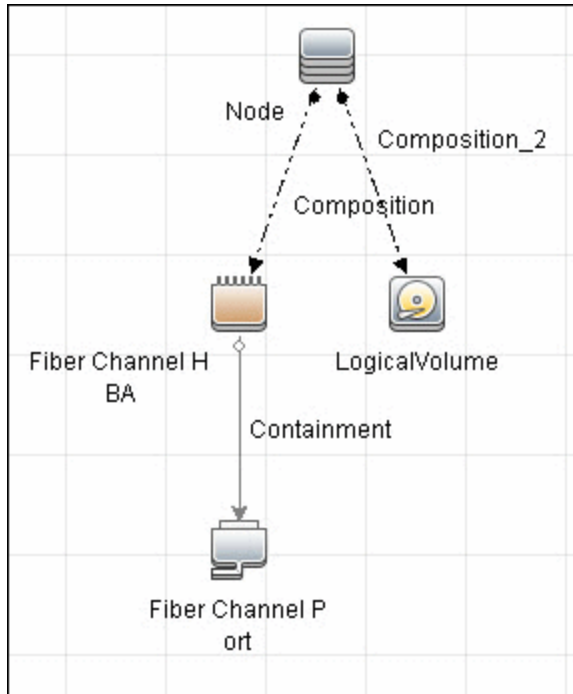 Node
Composition_2
Composition
Fiber Channel H
BA
LogicalVolume
Containment
Fiber Channel P
ort